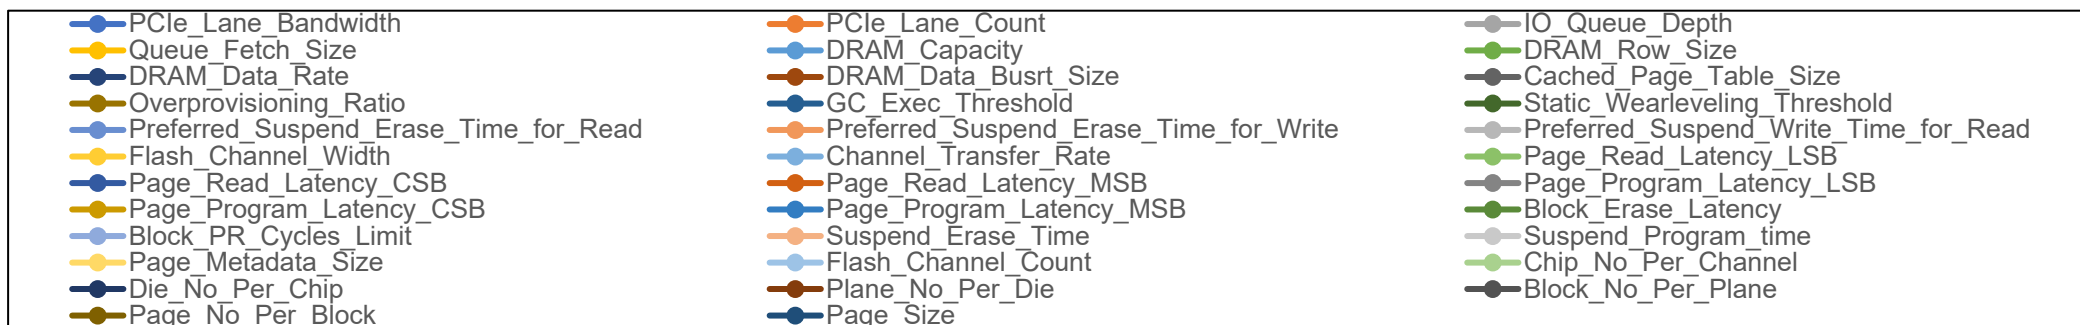 PCIe_Lane_Bandwidth PCIe_Lane_Count IO_Queue_Depth
Queue_Fetch_Size DRAM_Capacity DRAM_Row_Size
DRAM_Data_Rate DRAM_Data_Busrt_Size Cached_Page_Table_Size
Overprovisioning_Ratio GC_Exec_Threshold Static_Wearleveling_Threshold
Preferred_Suspend_Erase_Time_for_Read Preferred_Suspend_Erase_Time_for_Write Preferred_Suspend_Write_Time_for_Read
Flash_Channel_Width Channel_Transfer_Rate Page_Read_Latency_LSB
Page_Read_Latency_CSB Page_Read_Latency_MSB Page_Program_Latency_LSB
Page_Program_Latency_CSB Page_Program_Latency_MSB Block_Erase_Latency
Block_PR_Cycles_Limit Suspend_Erase_Time Suspend_Program_time
Page_Metadata_Size Flash_Channel_Count Chip_No_Per_Channel
Die_No_Per_Chip Plane_No_Per_Die Block_No_Per_Plane
Page_No_Per_Block Page_Size